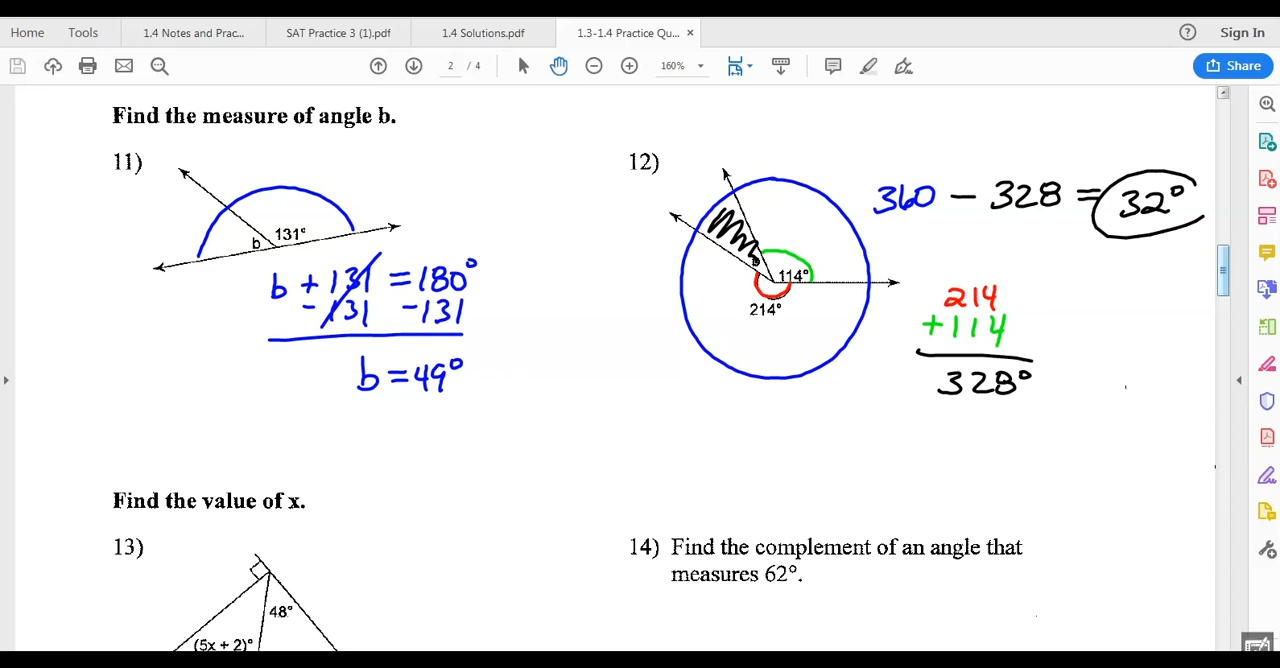 Home Tools 1.4 Notes and Prac... SAT Practice 3 (1).pdf 1.4 Solutions.pdf 1.3-1.4 Practice Qu... × ? Sign In
2 / 4 160% Share
Find the measure of angle b.
11)
b 131°
b + 131 = 180°
- 131 - 131
b = 49°
12)
b 114°
214°
360 - 328 = 32°
214
+114
328°
Find the value of x.
13)
48°
(5x + 2)°
14) Find the complement of an angle that
measures 62°.